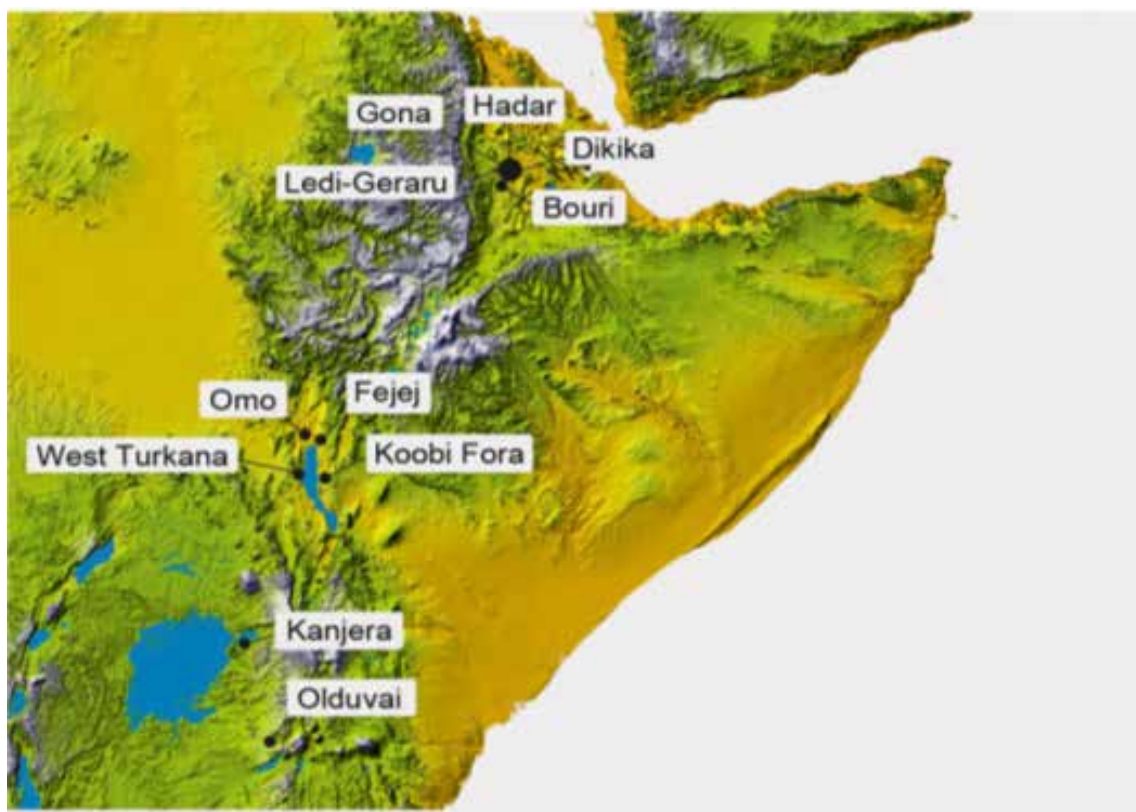 Hadar
Gona
Dikika
Ledi-Geraru
Bouri
Fejej
Omo
West Turkana
Koobi Fora
Kanjera
Olduvai